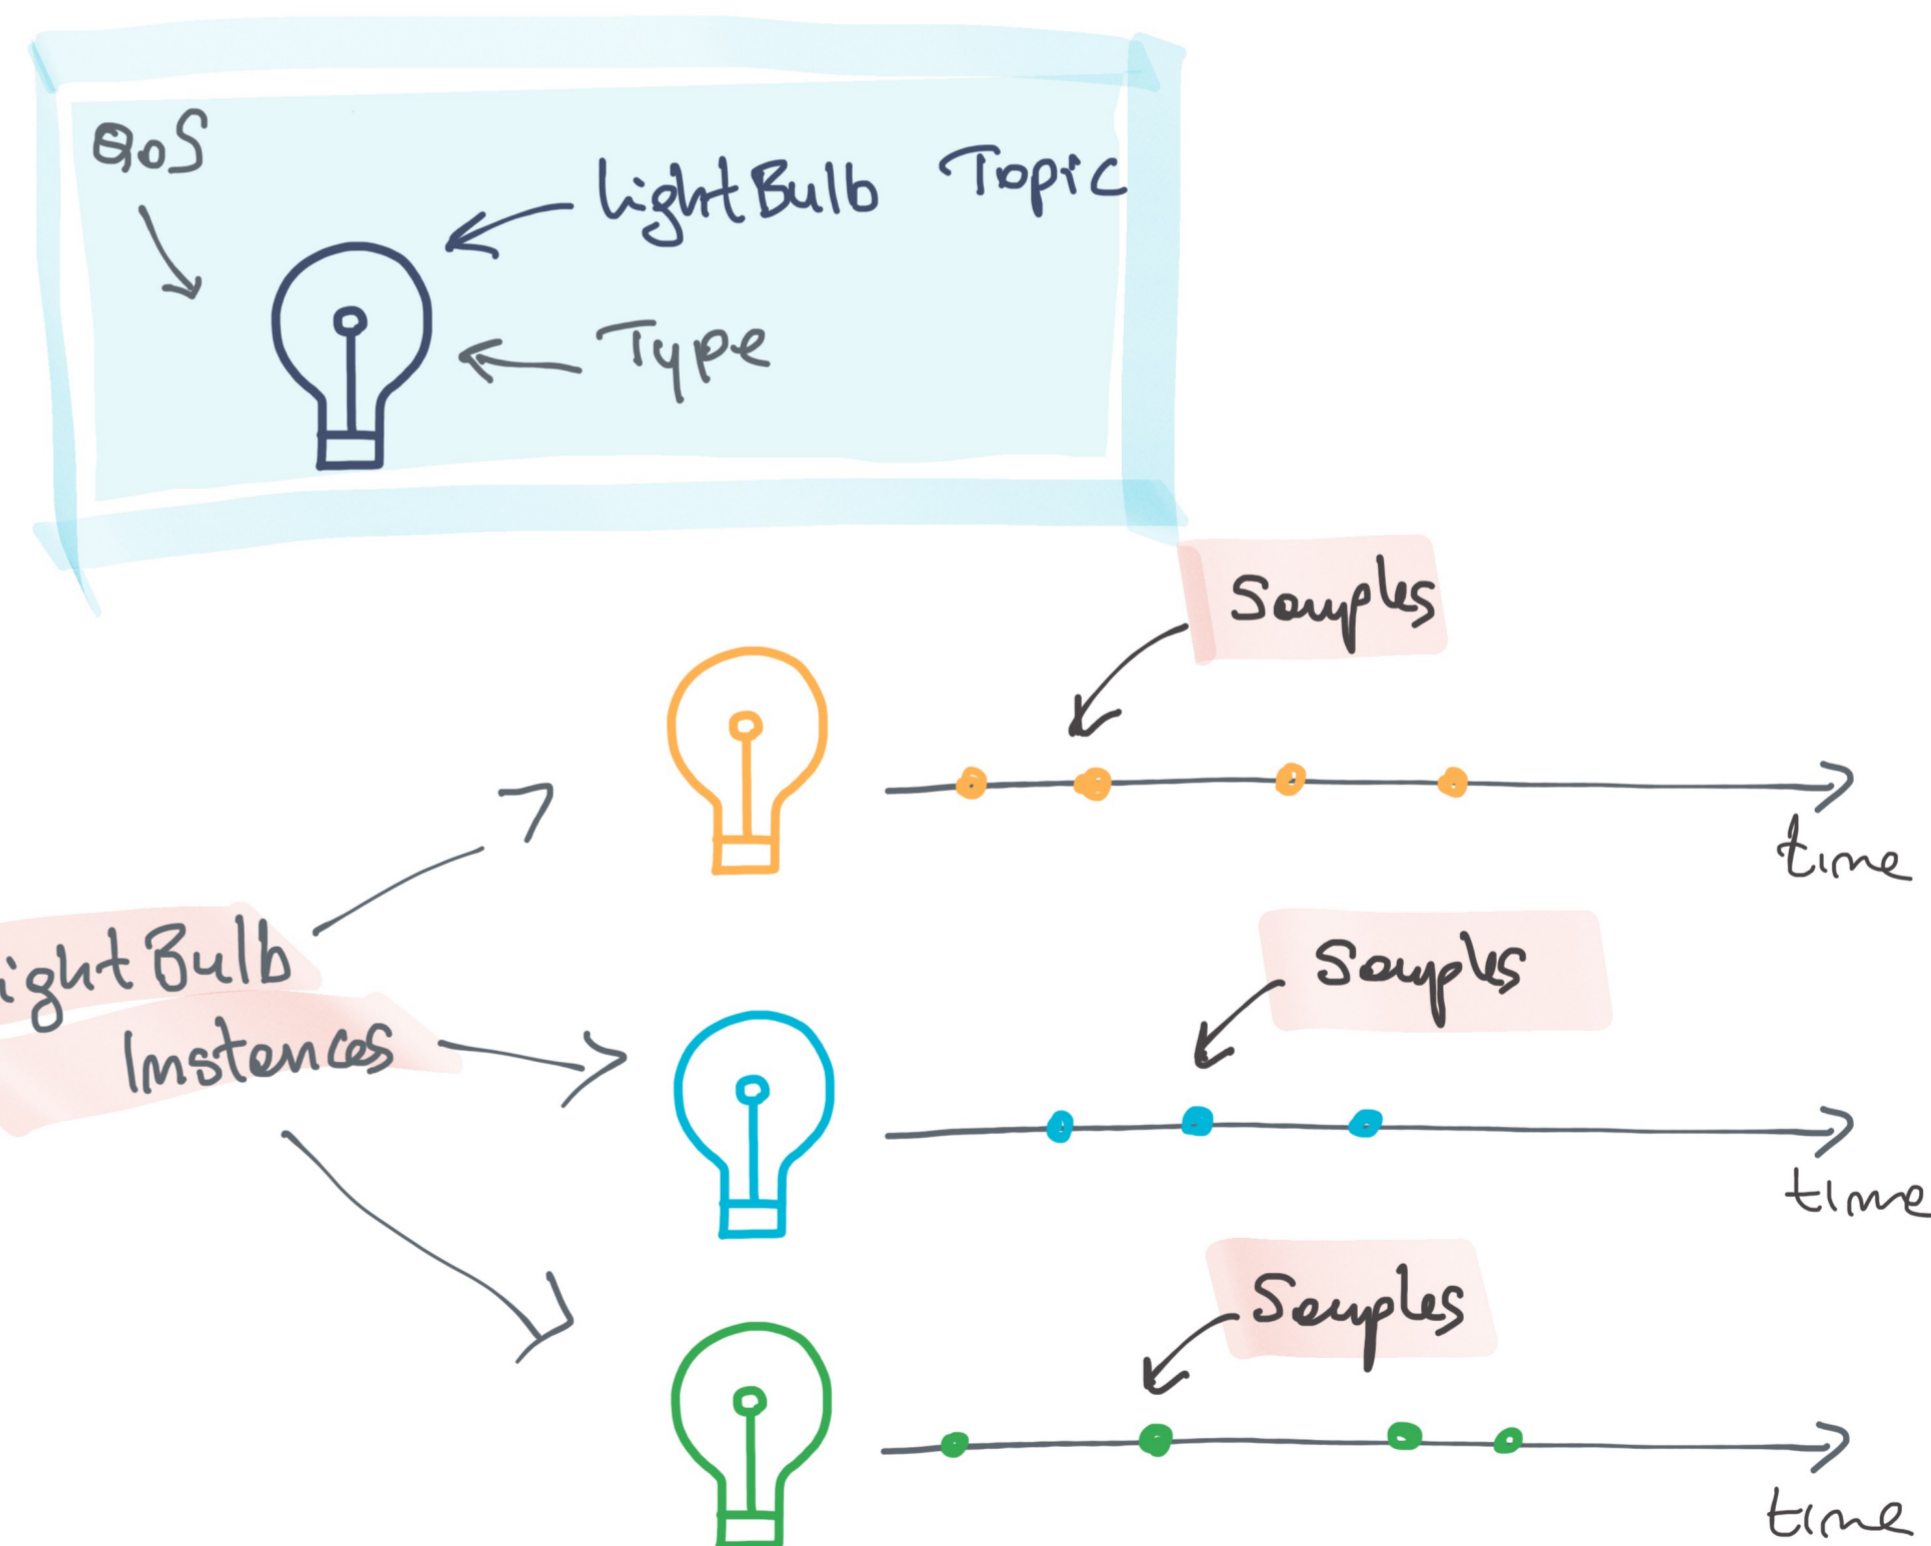 QoS
LightBulb Topic
Type
Samples
time
ightBulb
Instances
Samples
time
Samples
time